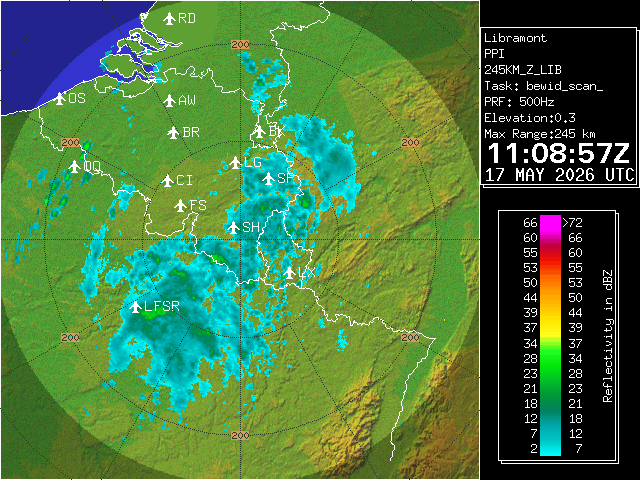 Libramont
PPI
245KM_Z_LIB
Task: bewid_scan_
PRF: 500Hz
Elevation:0.3
Max Range:245 km
11:08:57Z
17 MAY 2026 UTC
RD
200
OS
AW
BR
BK
200
200
QQ
LG
CI
SP
FS
SH
LX
LFSR
200
200
200
66 >72
60 66
55 60
53 55
50 53
44 50
39 44
37 39
34 37
28 34
23 28
21 23
18 21
12 18
7 12
2 7
Reflectivity in dBZ